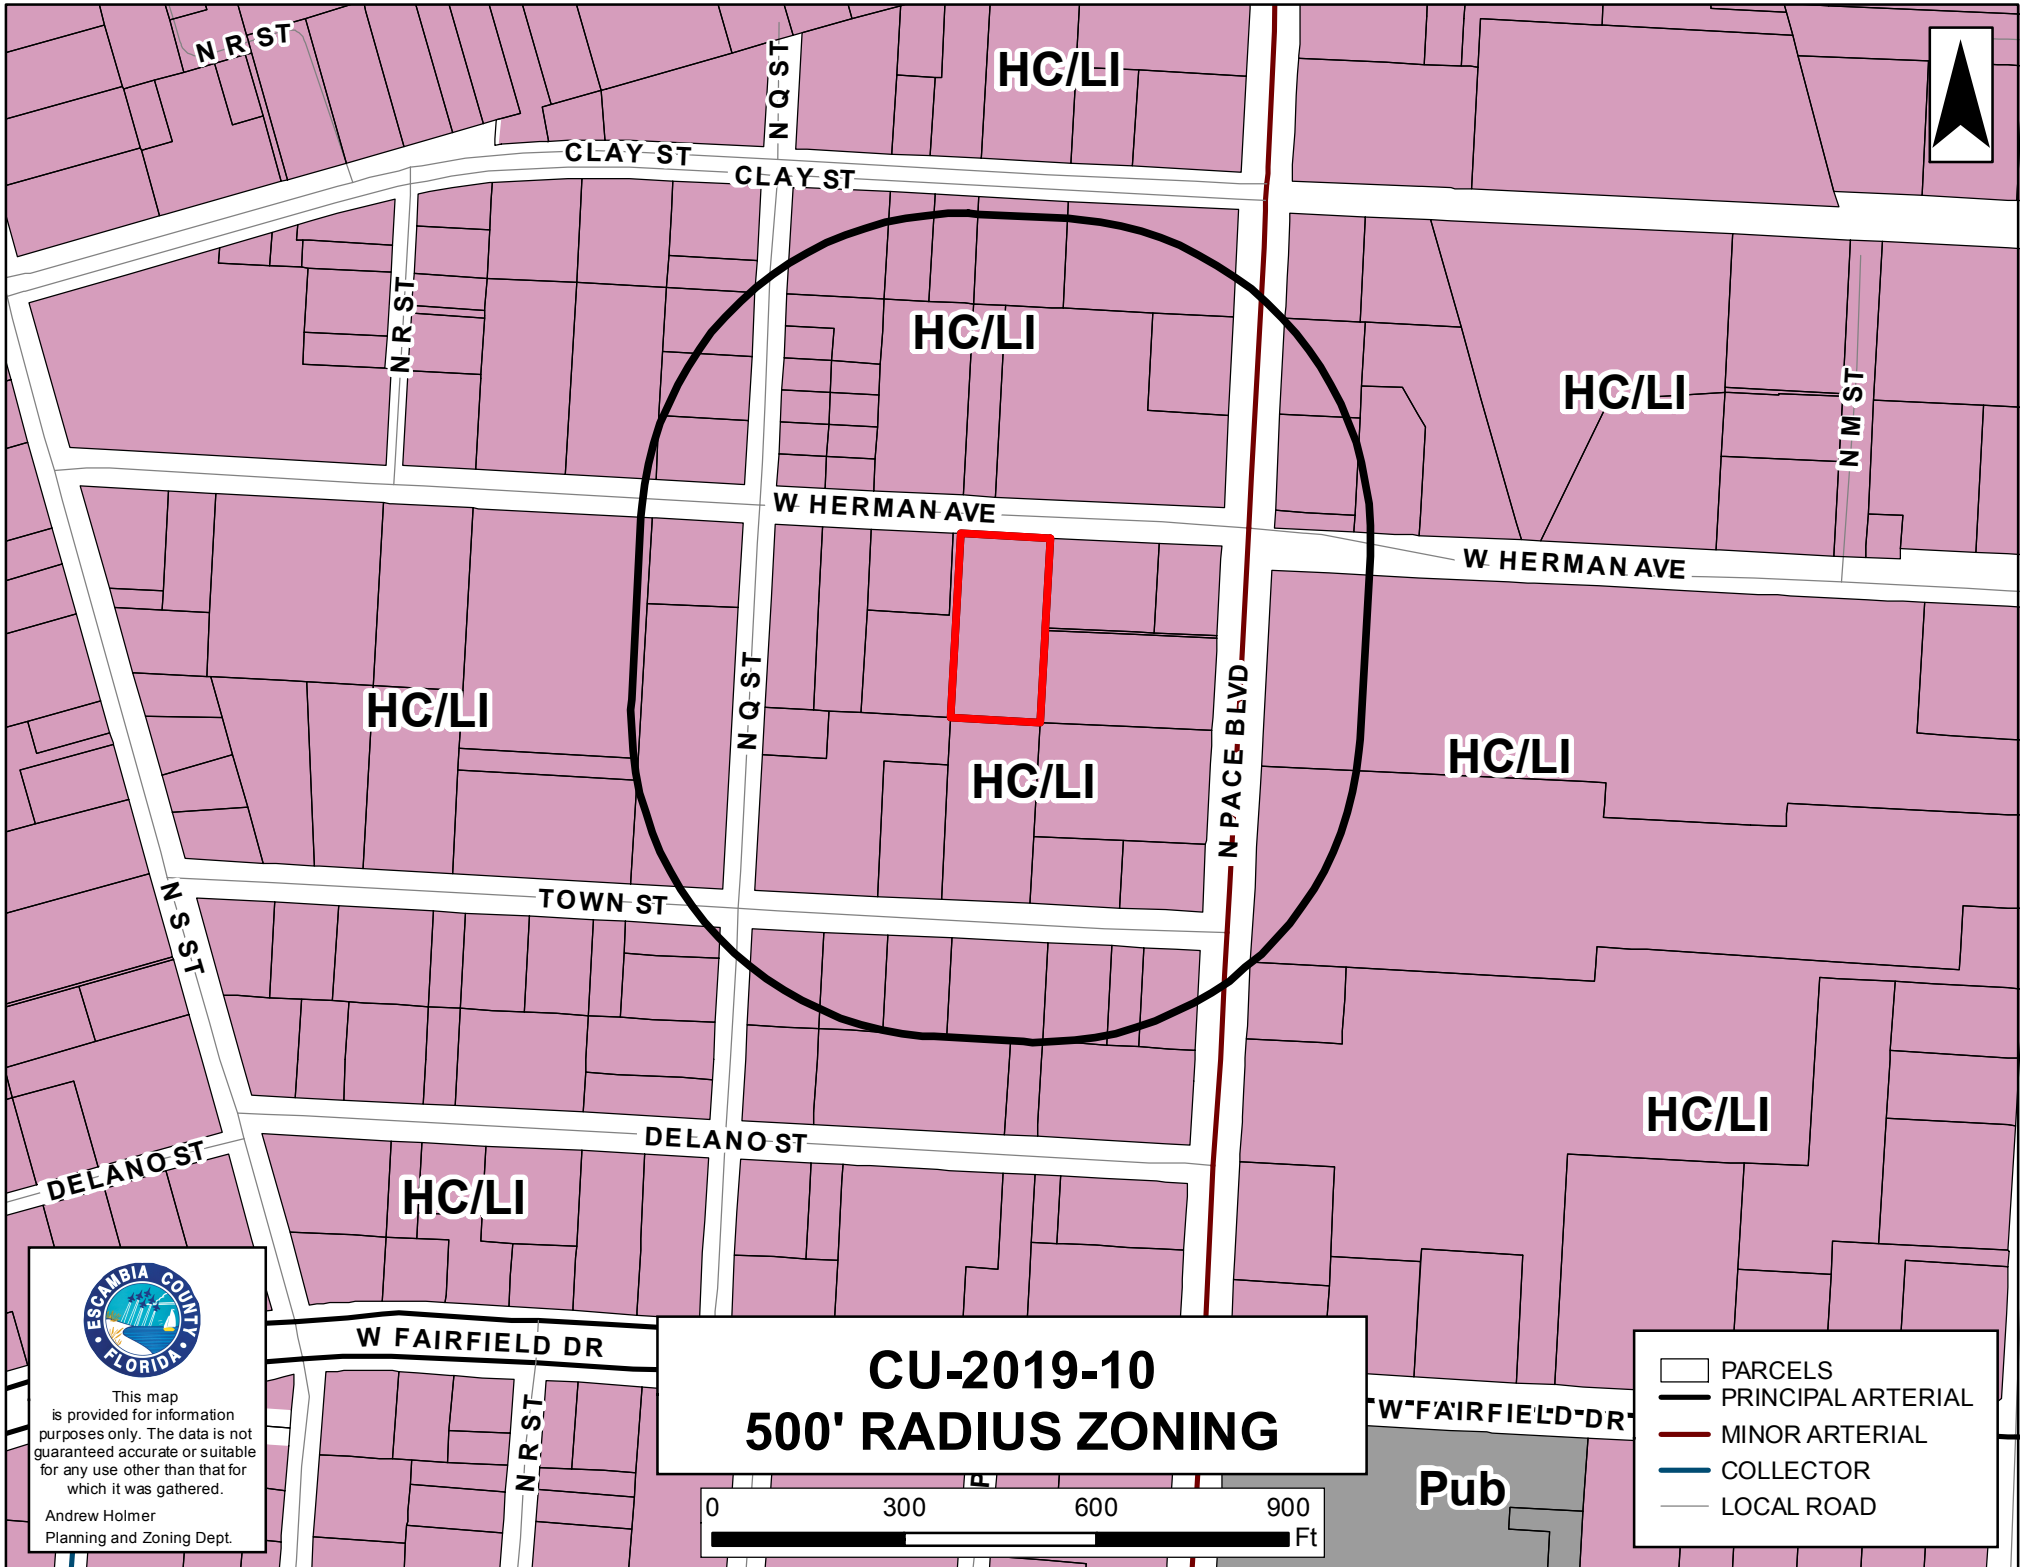 N R ST
N Q ST
HC/LI
CLAY ST
CLAY ST
N R ST
HC/LI
HC/LI
N M ST
W HERMAN AVE
W HERMAN AVE
N Q ST
HC/LI
HC/LI
HC/LI
N PACE BLVD
N S ST
TOWN ST
HC/LI
DELANO ST
DELANO ST
HC/LI
ESCAMBIA COUNTY
FLORIDA
This map
is provided for information
purposes only. The data is not
guaranteed accurate or suitable
for any use other than that for
which it was gathered.
Andrew Holmer
Planning and Zoning Dept.
W FAIRFIELD DR
N R ST
CU-2019-10
500' RADIUS ZONING
P
0 300 600 900
Ft
W FAIRFIELD DR
Pub
PARCELS
PRINCIPAL ARTERIAL
MINOR ARTERIAL
COLLECTOR
LOCAL ROAD